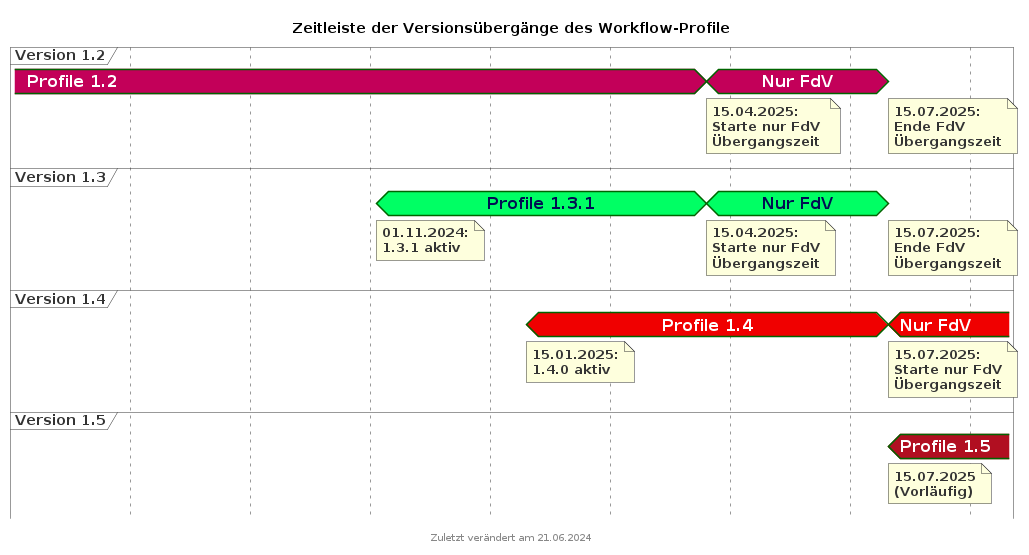 Zeitleiste der Versionsübergänge des Workflow-Profile
Version 1.2
Profile 1.2
Nur FdV
15.04.2025:
Starte nur FdV
Übergangszeit
15.07.2025:
Ende FdV
Übergangszeit
Version 1.3
Profile 1.3.1
Nur FdV
01.11.2024:
1.3.1 aktiv
15.04.2025:
Starte nur FdV
Übergangszeit
15.07.2025:
Ende FdV
Übergangszeit
Version 1.4
Profile 1.4
Nur FdV
15.01.2025:
1.4.0 aktiv
15.07.2025:
Starte nur FdV
Übergangszeit
Version 1.5
Profile 1.5
15.07.2025
(Vorläufig)
Zuletzt verändert am 21.06.2024